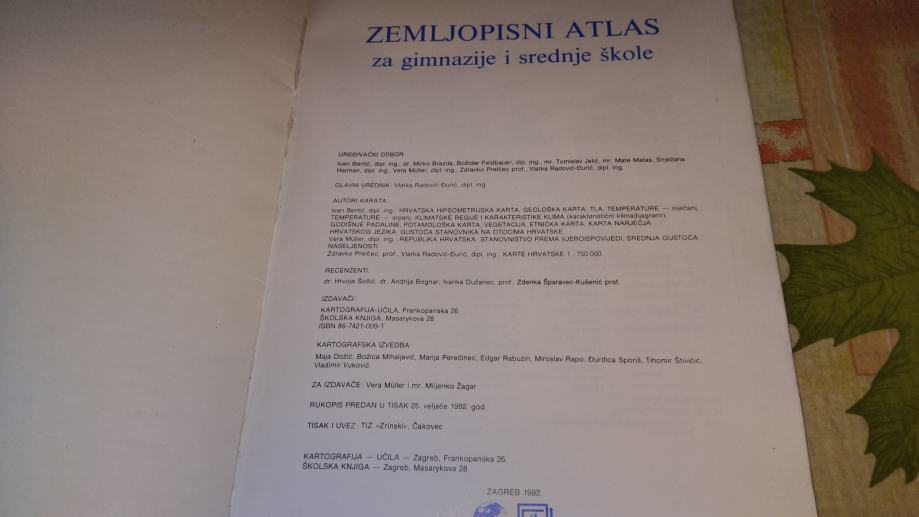 ZEMLJOPISNI ATLAS
za gimnazije i srednje škole
UREĐIVAČKI ODBOR
Ivan Bertić, dipl. ing., dr. Mirko Brazda, Božidar Feldbauer, dip. ing., mr. Tomislav Jelić, mr. Mate Matas, Snježana
Haiman, dipl. ing., Vera Müller, dipl. ing., Zdravko Prelčec prof., Vlatka Radović-Đurić, dipl. ing.
GLAVNI UREDNIK: Vlatka Radović-Đurić, dipl. ing.
AUTORI KARATA:
Ivan Bertić, dipl. ing.: HRVATSKA HIPSOMETRIJSKA KARTA, GEOLOŠKA KARTA, TLA, TEMPERATURE — siječanj,
TEMPERATURE — srpanj, KLIMATSKE REGIJE I KARAKTERISTIKE KLIMA (karakteristični klimadijagrami),
GODIŠNJE PADALINE, POTAMOLOŠKA KARTA, VEGETACIJA, ETNIČKA KARTA, KARTA NARJEČJA
HRVATSKOG JEZIKA, GUSTOĆA STANOVNIKA NA OTOCIMA HRVATSKE
Vera Müller, dipl. ing.: REPUBLIKA HRVATSKA: STANOVNIŠTVO PREMA VJEROISPOVIJEDI, SREDNJA GUSTOĆA
NASELJENOSTI
Zdravko Prelčec, prof., Vlatka Radović-Đurić, dipl. ing.: KARTE HRVATSKE 1 : 750 000
RECENZENTI:
dr. Hrvoje Šošić, dr. Andrija Bognar, Ivanka Dužanec, prof., Zdenka Šparavec-Kušenić prof.
IZDAVAČI:
KARTOGRAFIJA-UČILA, Frankopanska 26.
ŠKOLSKA KNJIGA, Masarykova 28.
ISBN 86-7421-009-1
KARTOGRAFSKA IZVEDBA:
Maja Dožić, Božica Mihaljević, Marija Perečinec, Edgar Rabuzin, Miroslav Rapo, Đurđica Sporiš, Tihomir Štivičić,
Vladimir Vuković
ZA IZDAVAČE: Vera Müller i mr. Miljenko Žagar
RUKOPIS PREDAN U TISAK 25. veljače 1992. god.
TISAK I UVEZ: TIZ »Zrinski«, Čakovec
KARTOGRAFIJA — UČILA — Zagreb, Frankopanska 26.
ŠKOLSKA KNJIGA — Zagreb, Masarykova 28.
ZAGREB 1992.